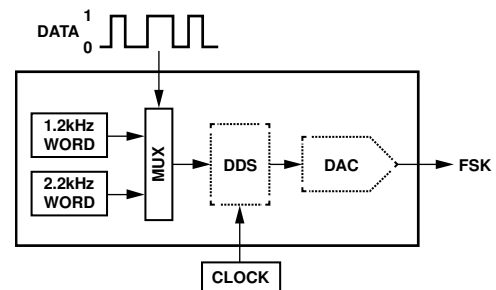 DATA
1
0
1.2kHz
WORD
2.2kHz
WORD
MUX
DDS
DAC
FSK
CLOCK